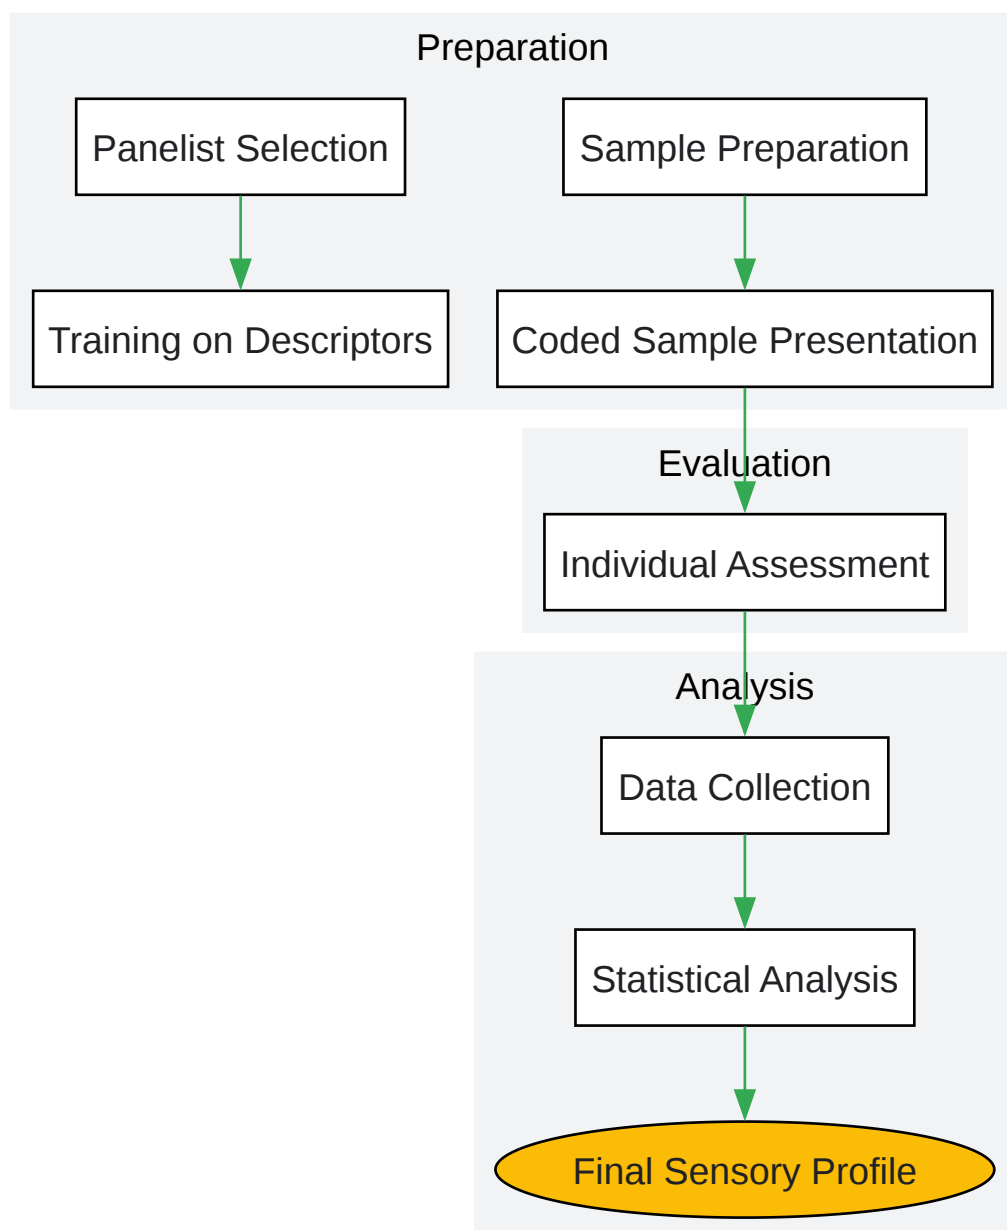 Preparation
Panelist Selection
Sample Preparation
Training on Descriptors
Coded Sample Presentation
Evaluation
Individual Assessment
Analysis
Data Collection
Statistical Analysis
Final Sensory Profile